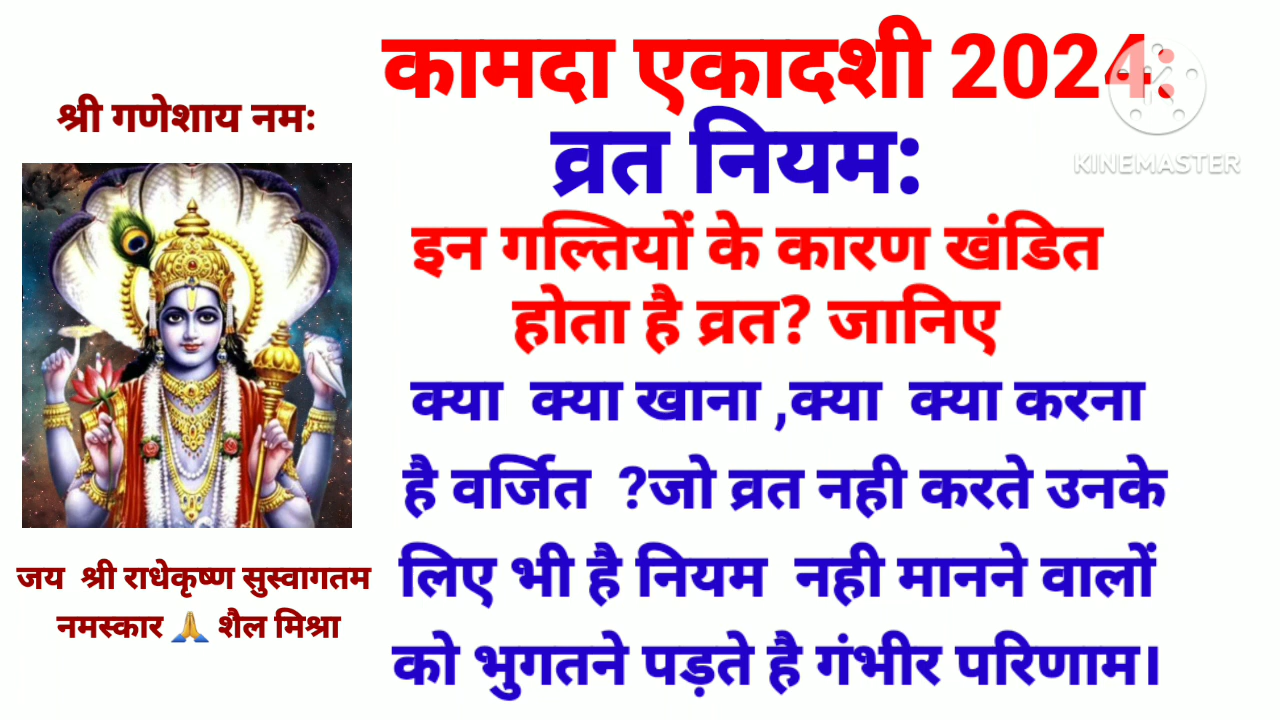 श्री गणेशाय नमः
जय श्री राधेकृष्ण सुस्वागतम
नमस्कार 🙏 शैल मिश्रा
कामदा एकादशी 2024:
व्रत नियम:
इन गल्तियों के कारण खंडित
होता है व्रत? जानिए
क्या क्या खाना ,क्या क्या करना
है वर्जित ?जो व्रत नही करते उनके
लिए भी है नियम नही मानने वालों
को भुगतने पड़ते है गंभीर परिणाम।
KINEMASTER